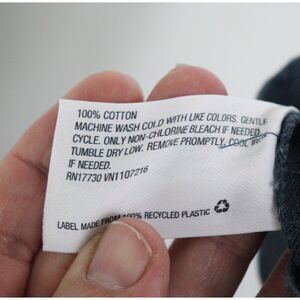 100% COTTON
MACHINE WASH COLD WITH LIKE COLORS. GENTLE
CYCLE. ONLY NON-CHLORINE BLEACH IF NEEDED.
TUMBLE DRY LOW. REMOVE PROMPTLY. COOL
IF NEEDED.
RN17730 VN1107216
LABEL MADE FROM 100% RECYCLED PLASTIC